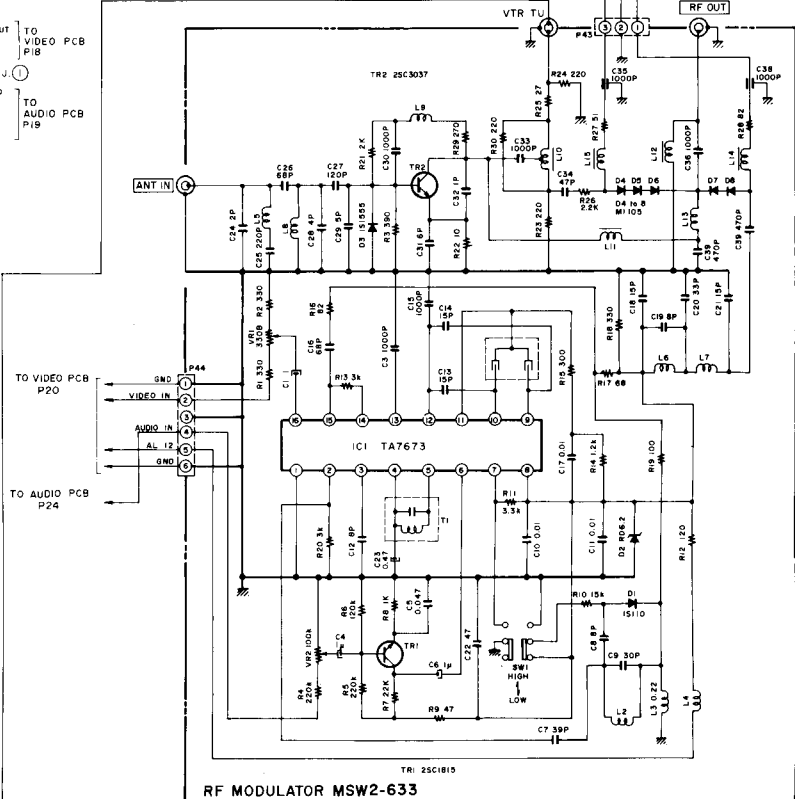 VTR TU
RF OUT
UT
TO
VIDEO PCB
P18
P43
3 2 1
J. 1
TO
AUDIO PCB
P19
TR2 2SC3037
C35
1000P
C38
1000P
R24 220
R25 27
L9
R21 2K
C30 1000P
R29 270
R30 220
C33
1000P
L10
R27 51
L15
L12
C36 1000P
R28 82
L14
C26
68P
C27
120P
TR2
ANT IN
C32 1P
C34
47P
D4 D5 D6
D7 D8
R26
2.2K
D4 to 8
M1105
C24 2P
L5
C25 220P
L8
C28 4P
C29 5P
D3 1S1555
R3 390
C31 6P
R22 10
R23 220
L13
L11
C39
470P
C39 470P
R2 330
VR1
330B
R1 330
R16
82
C16
68P
C15
1000P
C3 1000P
C14
15P
C18 15P
C20 33P
C21 15P
R18 330
C19 8P
L6
L7
R17 68
C1 1
R13 3k
C13
15P
R15 300
P44
TO VIDEO PCB
P20
GND 1
VIDEO IN 2
3
AUDIO IN 4
AL 12 5
GND 6
TO AUDIO PCB
P24
16 15 14 13 12 11 10 9
IC1 TA7673
1 2 3 4 5 6 7 8
C17 0.01
R14 1.2k
R19 100
R11
3.3k
T1
R20 3k
C12 8P
C23
0.47
C10 0.01
C11 0.01
D2 RD6.2
R12 120
R6
120k
R8 1K
C5
0.047
R10 15k
D1
1S110
VR2 100k
C4
1μ
TR1
C22 47
SW1
HIGH
LOW
C8 8P
C9 30P
R4
220k
R5
220k
R7 22K
C6 1μ
R9 47
L2
L3 0.22
L4
C7 39P
TR1 2SC1815
RF MODULATOR MSW2-633